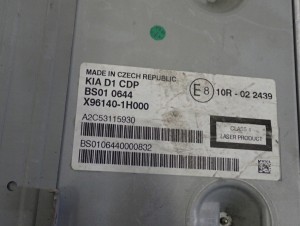 MADE IN CZECH REPUBLIC
KIA D1 CDP
BS01 0644
X96140-1H000
E8 10R - 02 2439
A2C53115930
CLASS 1
LASER PRODUCT
BS0106440000832